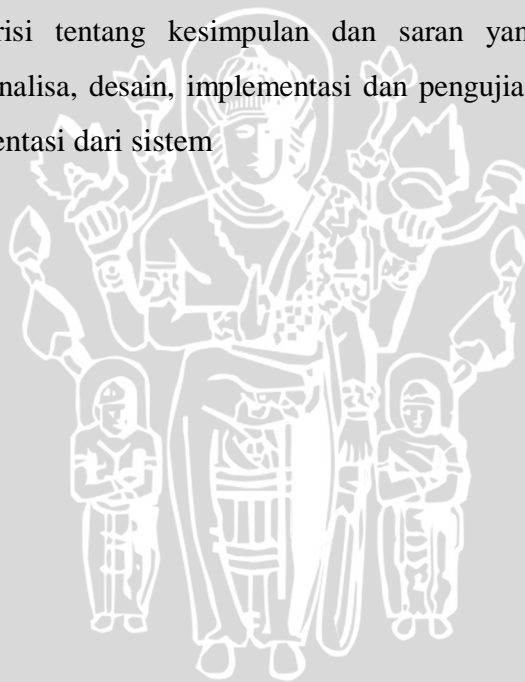 risi tentang kesimpulan dan saran yan
nalisa, desain, implementasi dan pengujia
entasi dari sistem